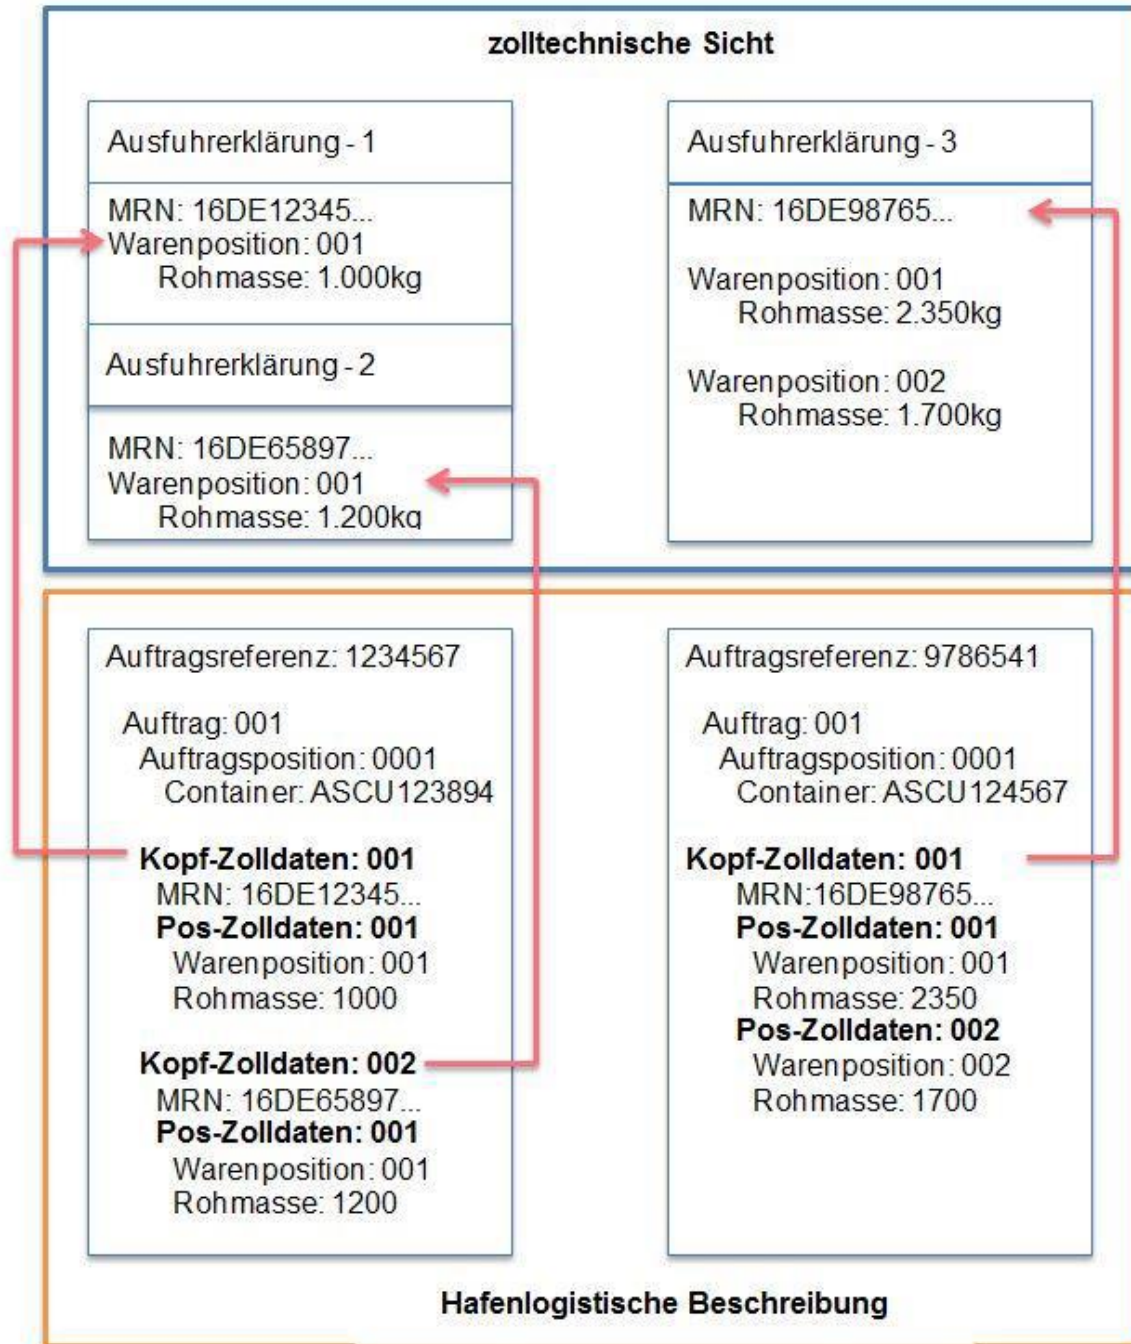 zolltechnische Sicht
Ausfuhrerklärung - 1
MRN: 16DE12345...
Warenposition: 001
Rohmasse: 1.000kg
Ausfuhrerklärung - 2
MRN: 16DE65897...
Warenposition: 001
Rohmasse: 1.200kg
Ausfuhrerklärung - 3
MRN: 16DE98765...
Warenposition: 001
Rohmasse: 2.350kg
Warenposition: 002
Rohmasse: 1.700kg
Auftragsreferenz: 1234567
Auftrag: 001
Auftragsposition: 0001
Container: ASCU123894
Kopf-Zolldaten: 001
MRN: 16DE12345...
Pos-Zolldaten: 001
Warenposition: 001
Rohmasse: 1000
Kopf-Zolldaten: 002
MRN: 16DE65897...
Pos-Zolldaten: 001
Warenposition: 001
Rohmasse: 1200
Auftragsreferenz: 9786541
Auftrag: 001
Auftragsposition: 0001
Container: ASCU124567
Kopf-Zolldaten: 001
MRN:16DE98765...
Pos-Zolldaten: 001
Warenposition: 001
Rohmasse: 2350
Pos-Zolldaten: 002
Warenposition: 002
Rohmasse: 1700
Hafenlogistische Beschreibung